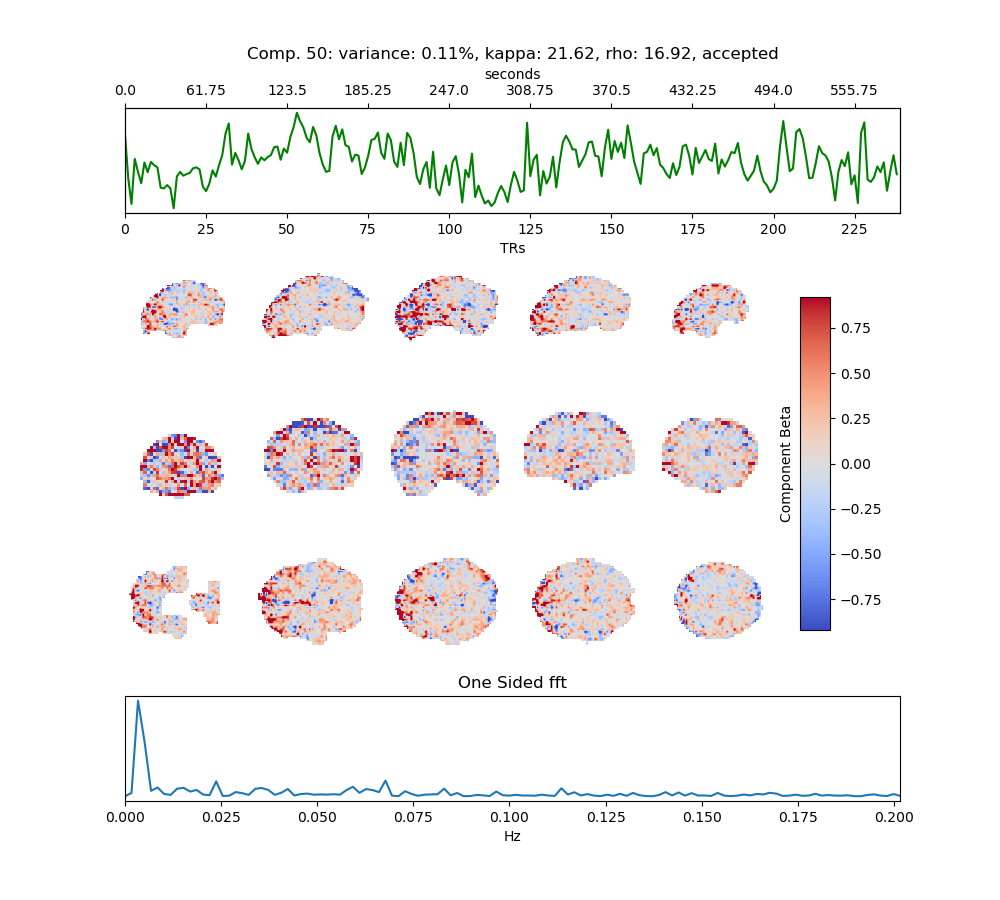 Comp. 50: variance: 0.11%, kappa: 21.62, rho: 16.92, accepted
seconds
0.0 61.75 123.5 185.25 247.0 308.75 370.5 432.25 494.0 555.75
0 25 50 75 100 125 150 175 200 225
TRs
0.75
0.50
0.25
0.00
−0.25
−0.50
−0.75
Component Beta
One Sided fft
0.000 0.025 0.050 0.075 0.100 0.125 0.150 0.175 0.200
Hz